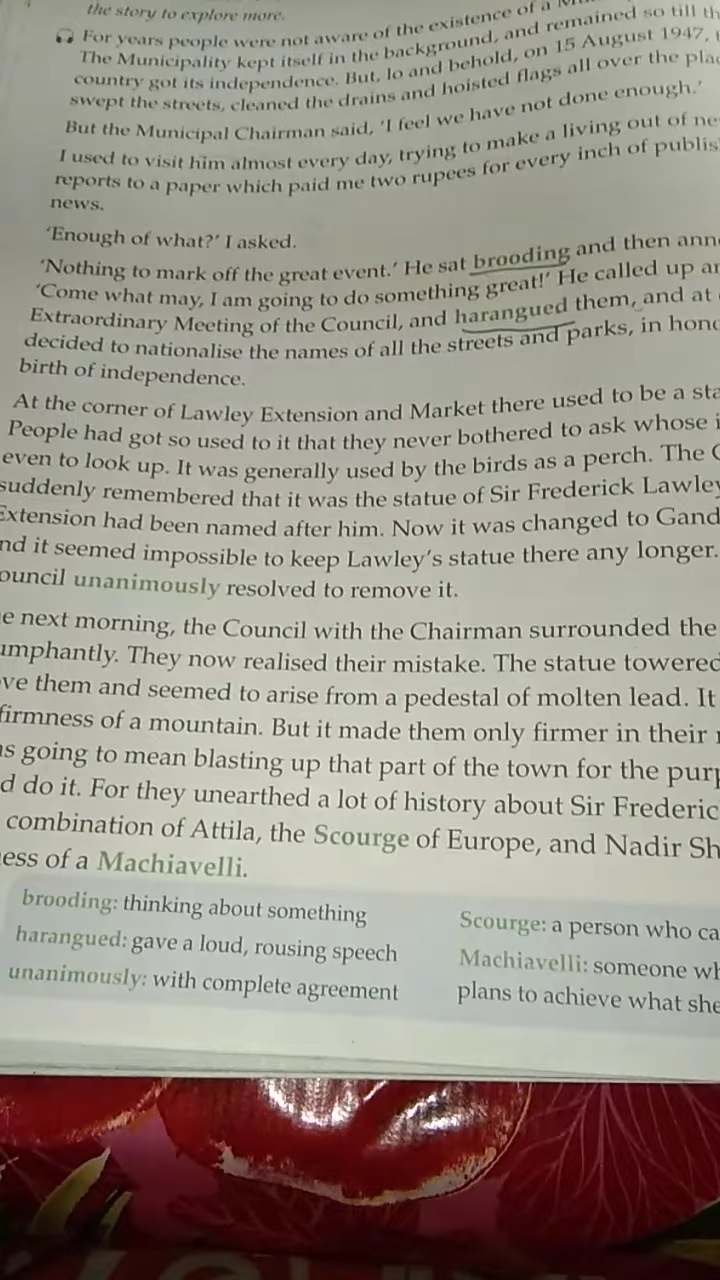 the story to explore more.
For years people were not aware of the existence of a
The Municipality kept itself in the background, and remained so till
country got its independence. But, lo and behold, on 15 August 1947,
swept the streets, cleaned the drains and hoisted flags all over the
But the Municipal Chairman said, 'I feel we have not done enough.'
I used to visit him almost every day, trying to make a living out of
reports to a paper which paid me two rupees for every inch of
news.
'Enough of what?' I asked.
'Nothing to mark off the great event.' He sat brooding and then
'Come what may, I am going to do something great!' He called up
Extraordinary Meeting of the Council, and harangued them, and at
decided to nationalise the names of all the streets and parks, in
birth of independence.
At the corner of Lawley Extension and Market there used to be a
People had got so used to it that they never bothered to ask whose
even to look up. It was generally used by the birds as a perch. The
suddenly remembered that it was the statue of Sir Frederick Lawley
Extension had been named after him. Now it was changed to
nd it seemed impossible to keep Lawley's statue there any longer.
ouncil unanimously resolved to remove it.
e next morning, the Council with the Chairman surrounded the
umphantly. They now realised their mistake. The statue towered
ve them and seemed to arise from a pedestal of molten lead. It
firmness of a mountain. But it made them only firmer in their
as going to mean blasting up that part of the town for the
d do it. For they unearthed a lot of history about Sir Frederic
combination of Attila, the Scourge of Europe, and Nadir Sh
ess of a Machiavelli.
brooding: thinking about something
harangued: gave a loud, rousing speech
unanimously: with complete agreement
Scourge: a person who ca
Machiavelli: someone wh
plans to achieve what she